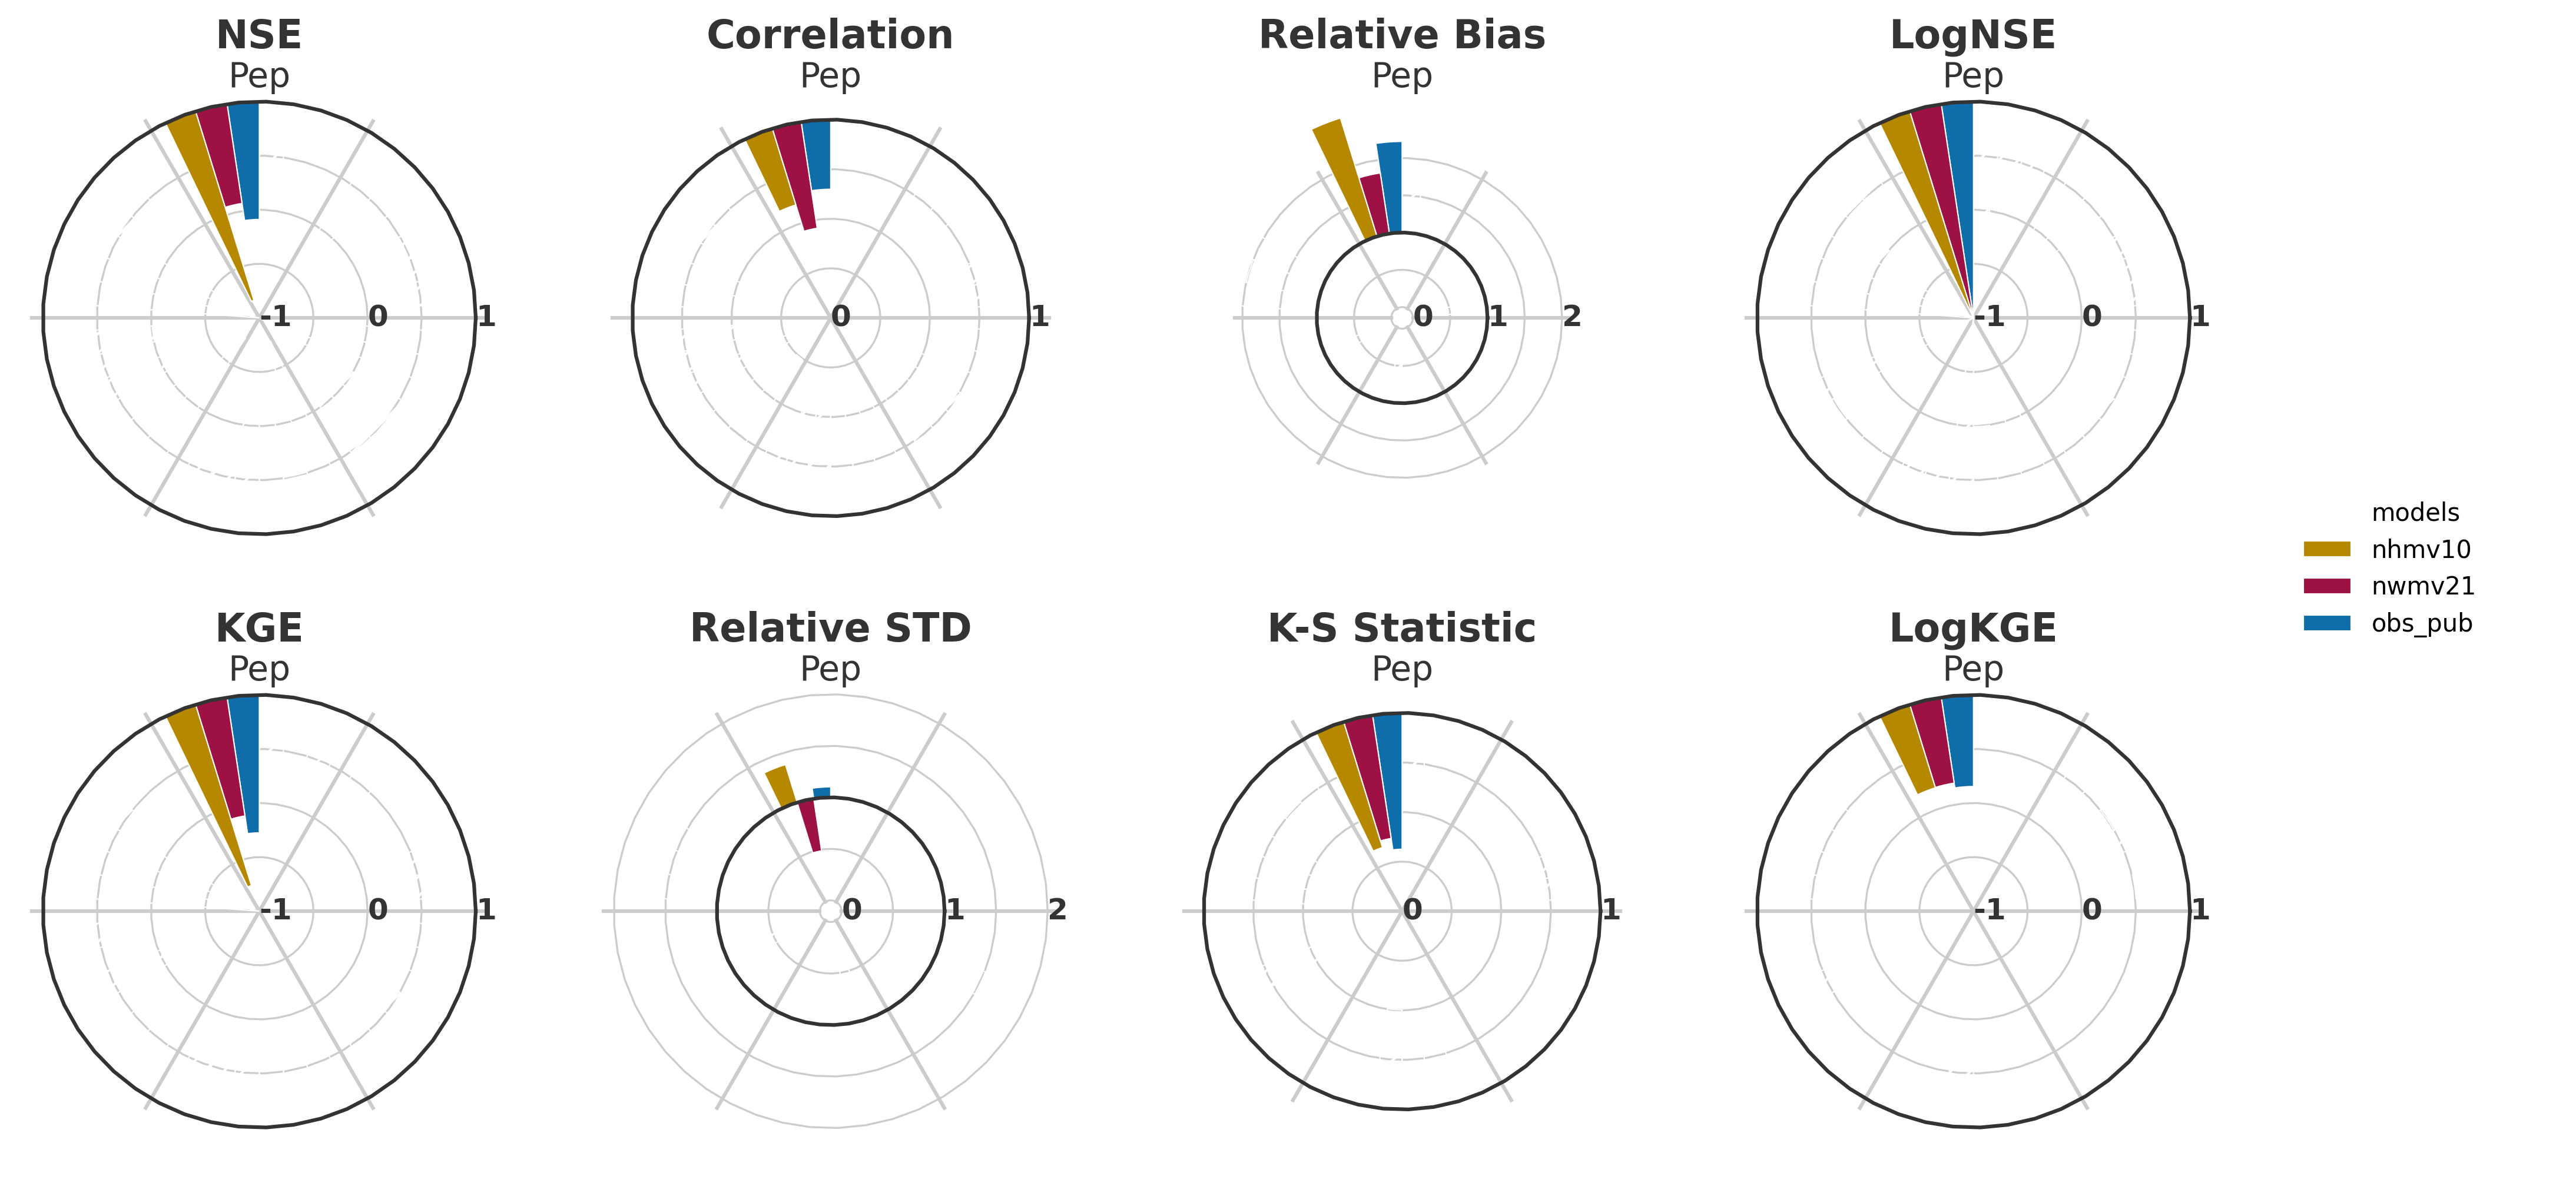 NSE
Pep
-1 0 1
Correlation
Pep
0 1
Relative Bias
Pep
0 1 2
LogNSE
Pep
-1 0 1
models
nhmv10
nwmv21
obs_pub
KGE
Pep
-1 0 1
Relative STD
Pep
0 1 2
K-S Statistic
Pep
0 1
LogKGE
Pep
-1 0 1